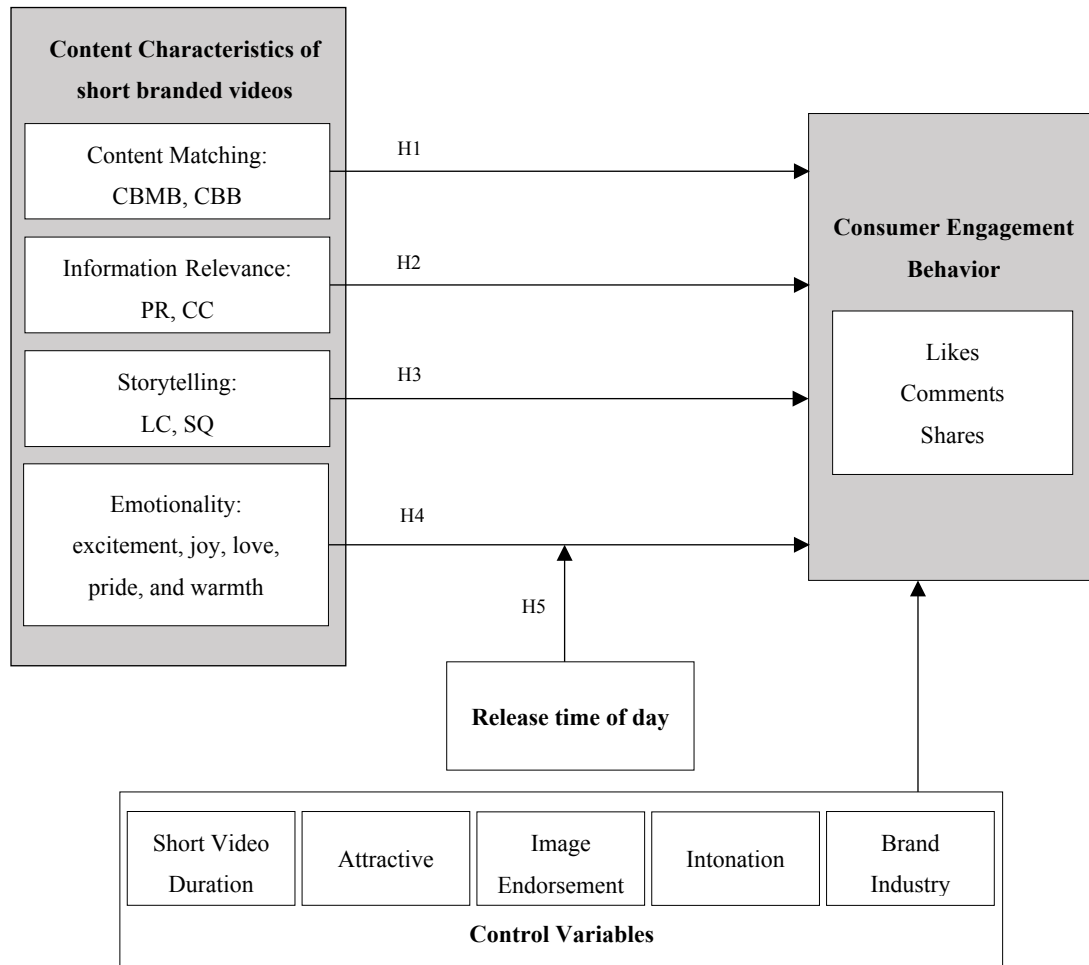 Content Characteristics of
short branded videos
Content Matching:
CBMB, CBB
Information Relevance:
PR, CC
Storytelling:
LC, SQ
Emotionality:
excitement, joy, love,
pride, and warmth
H1
H2
H3
H4
H5
Consumer Engagement
Behavior
Likes
Comments
Shares
Release time of day
Short Video
Duration
Attractive
Image
Endorsement
Intonation
Brand
Industry
Control Variables